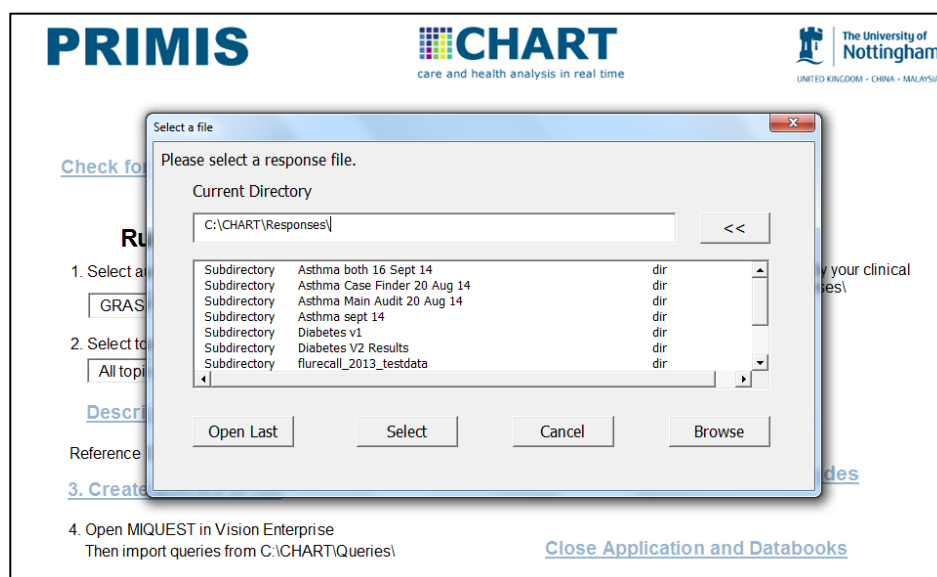 PRIMIS
CHART
care and health analysis in real time
The University of
Nottingham
UNITED KINGDOM · CHINA · MALAYSIA
Select a file
x
Please select a response file.
Current Directory
C:\CHART\Responses\
<<
Subdirectory Asthma both 16 Sept 14 dir
Subdirectory Asthma Case Finder 20 Aug 14 dir
Subdirectory Asthma Main Audit 20 Aug 14 dir
Subdirectory Asthma sept 14 dir
Subdirectory Diabetes v1 dir
Subdirectory Diabetes V2 Results dir
Subdirectory flurecall_2013_testdata dir
Open Last Select Cancel Browse
Check for
Ru
1. Select au
y your clinical
ses\
GRAS
2. Select to
All topi
Descri
Reference
3. Create
des
4. Open MIQUEST in Vision Enterprise
Then import queries from C:\CHART\Queries\
Close Application and Databooks